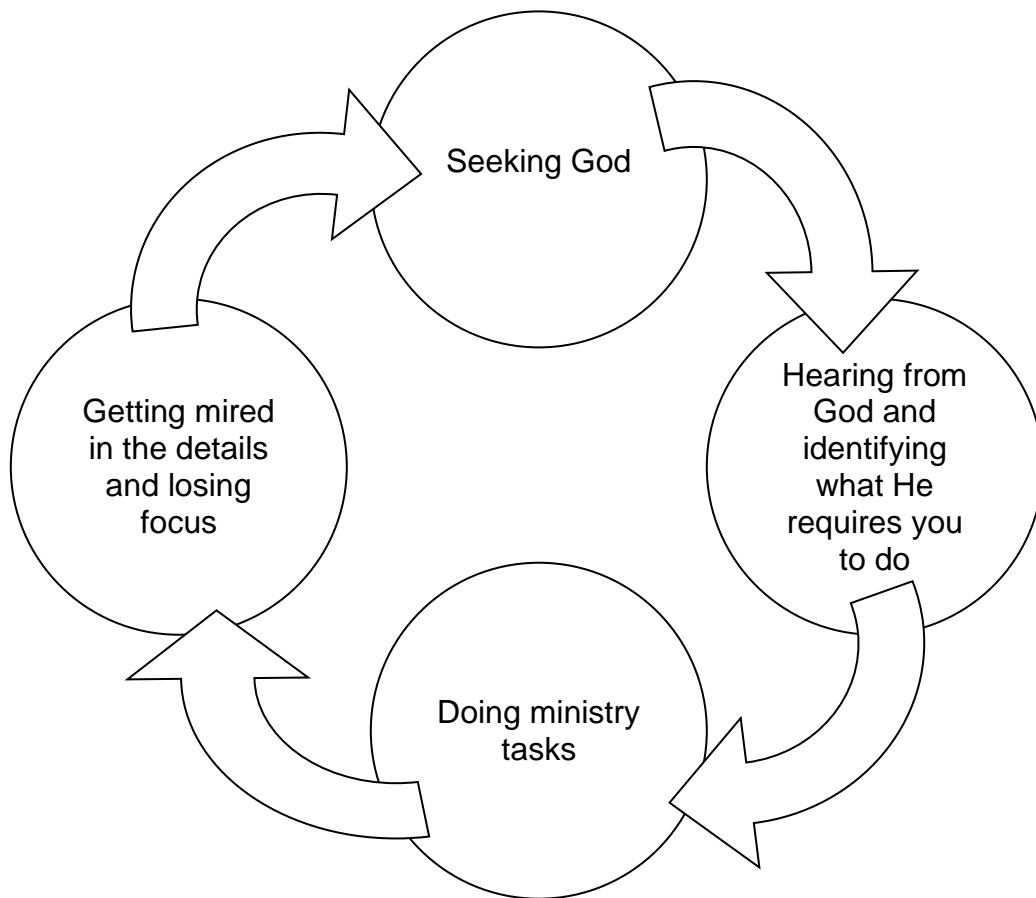 Seeking God
Hearing from
God and
identifying
what He
requires you
to do
Doing ministry
tasks
Getting mired
in the details
and losing
focus